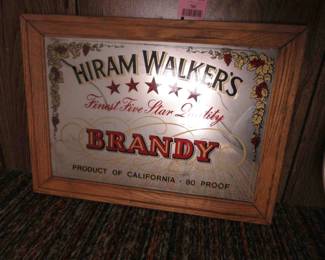 HIRAM WALKER'S
★★★★★
Finest Five Star Quality
BRANDY
PRODUCT OF CALIFORNIA - 80 PROOF